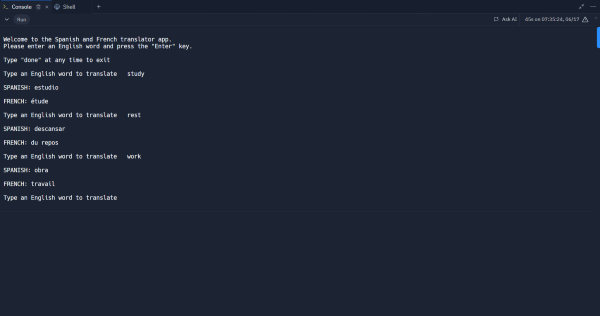 Console Shell
Run Ask AI 45s on 07:35:24, 06/17
Welcome to the Spanish and French translator app.
Please enter an English word and press the "Enter" key.
Type "done" at any time to exit
Type an English word to translate study
SPANISH: estudio
FRENCH: étude
Type an English word to translate rest
SPANISH: descansar
FRENCH: du repos
Type an English word to translate work
SPANISH: obra
FRENCH: travail
Type an English word to translate